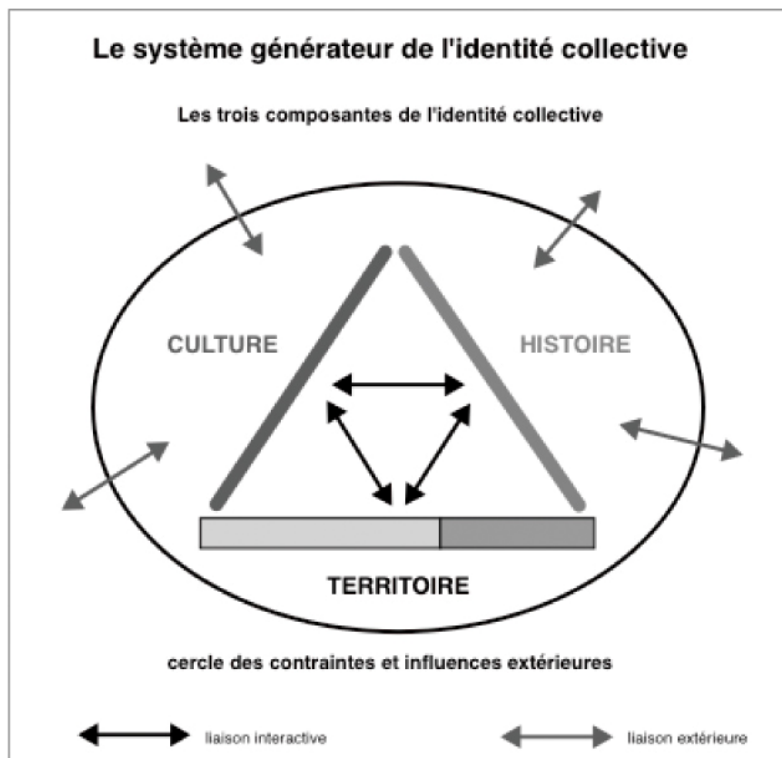 Le système générateur de l'identité collective
Les trois composantes de l'identité collective
CULTURE
HISTOIRE
TERRITOIRE
cercle des contraintes et influences extérieures
liaison interactive
liaison extérieure